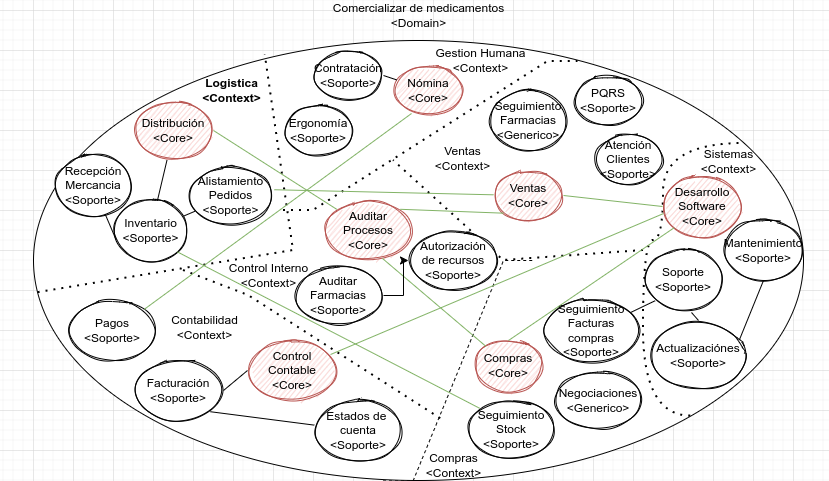 Comercializar de medicamentos
<Domain>
Gestion Humana
<Context>
Contratación
<Soporte>
Nómina
<Core>
Ergonomía
<Soporte>
Logistica
<Context>
Distribución
<Core>
Recepción
Mercancia
<Soporte>
Alistamiento
Pedidos
<Soporte>
Inventario
<Soporte>
Seguimiento
Farmacias
<Generico>
PQRS
<Soporte>
Atención
Clientes
<Soporte>
Ventas
<Context>
Ventas
<Core>
Sistemas
<Context>
Desarrollo
Software
<Core>
Mantenimiento
<Soporte>
Soporte
<Soporte>
Actualizaciónes
<Soporte>
Auditar
Procesos
<Core>
Autorización
de recursos
<Soporte>
Control Interno
<Context>
Auditar
Farmacias
<Soporte>
Pagos
<Soporte>
Contabilidad
<Context>
Control
Contable
<Core>
Facturación
<Soporte>
Estados de
cuenta
<Soporte>
Seguimiento
Facturas
compras
<Soporte>
Compras
<Core>
Negociaciones
<Generico>
Seguimiento
Stock
<Soporte>
Compras
<Context>